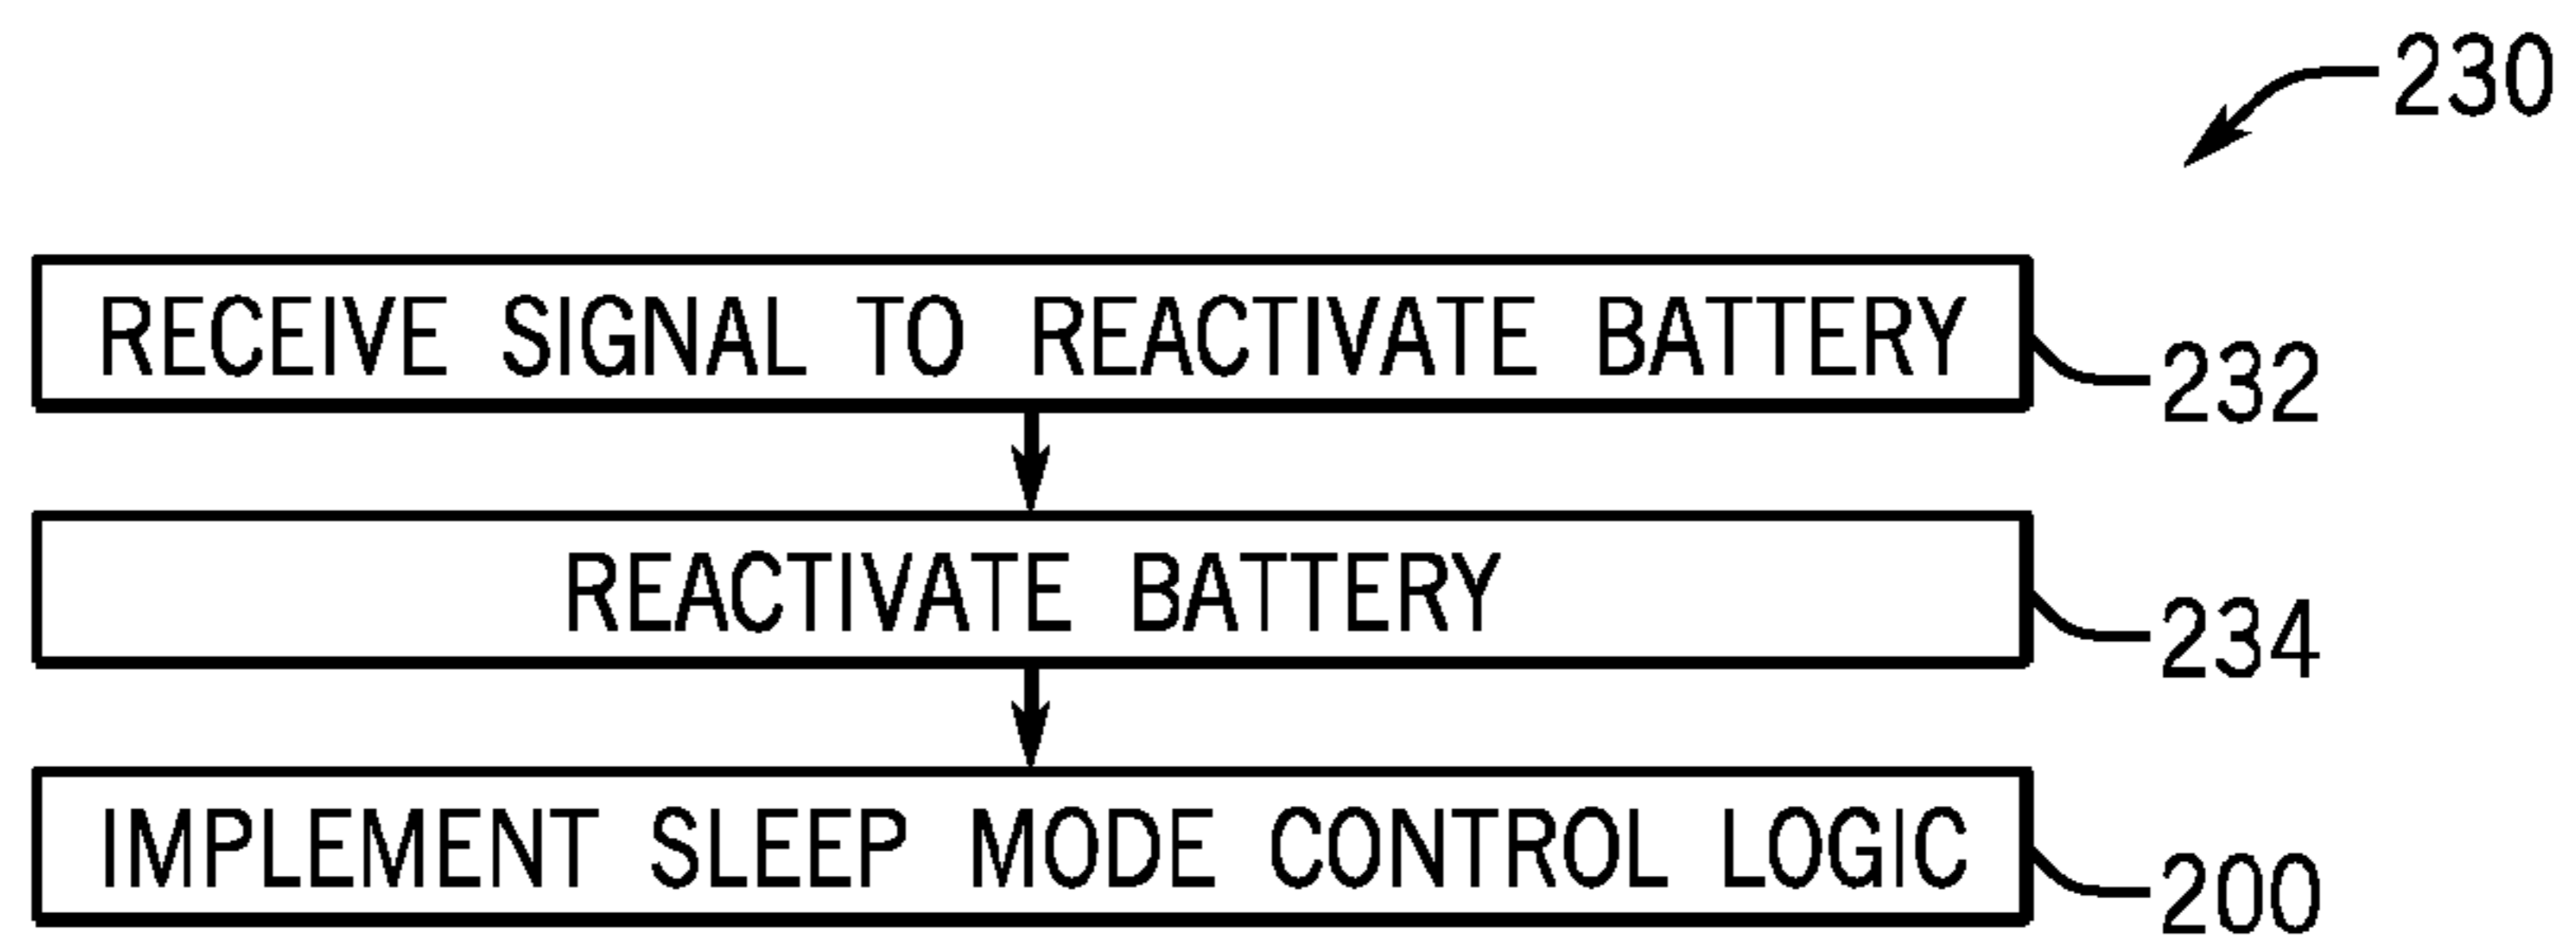 230
RECEIVE SIGNAL TO REACTIVATE BATTERY
232
REACTIVATE BATTERY
234
IMPLEMENT SLEEP MODE CONTROL LOGIC
200